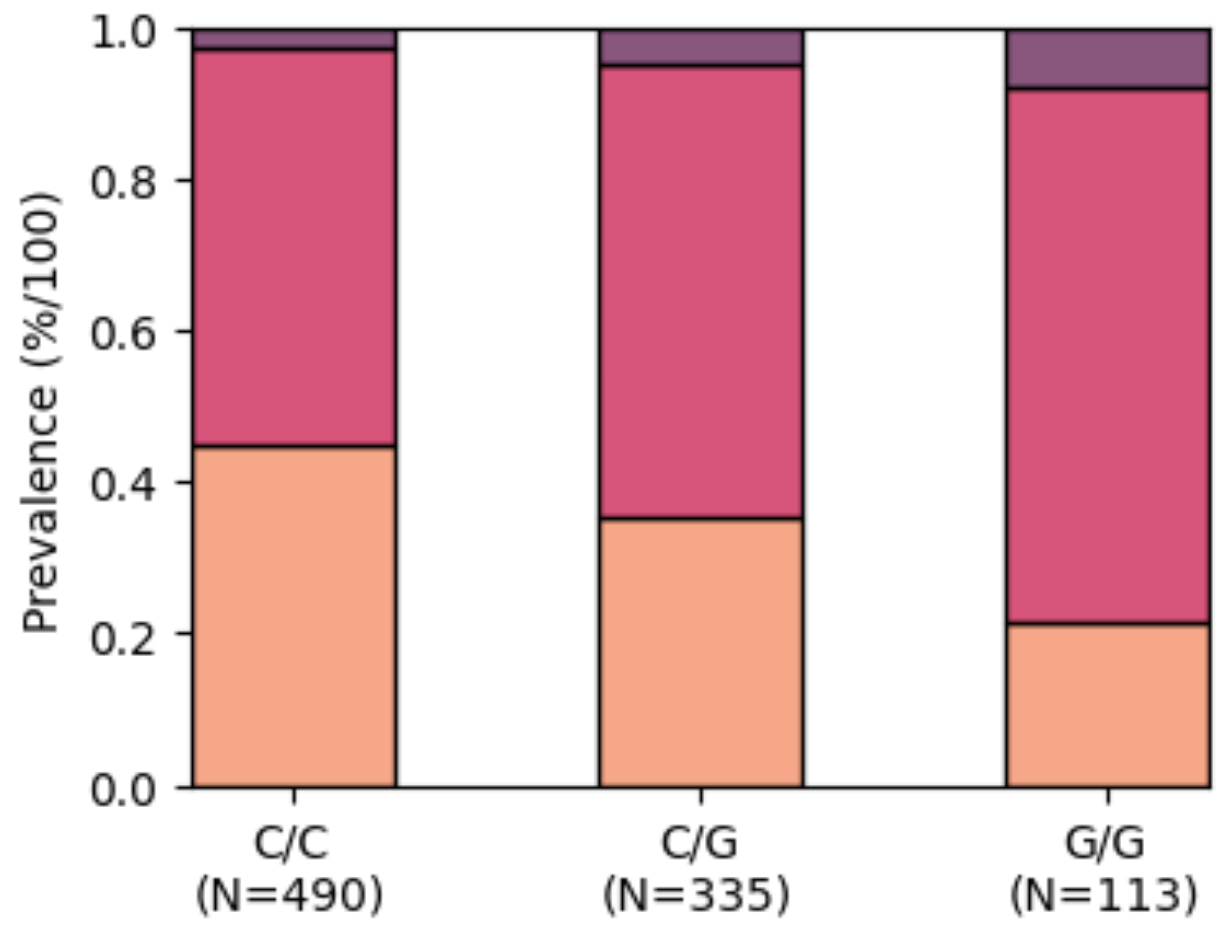 Prevalence (%/100)
1.0
0.8
0.6
0.4
0.2
0.0
C/C
(N=490)
C/G
(N=335)
G/G
(N=113)